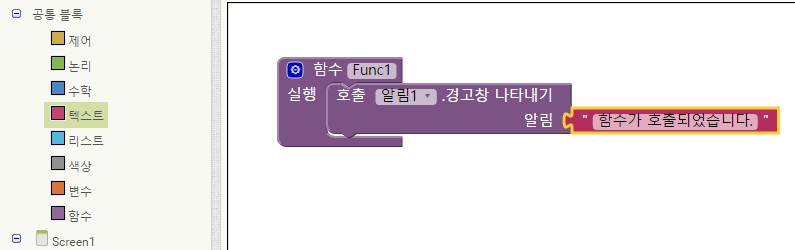 공통 블록
제어
논리
수학
텍스트
리스트
색상
변수
함수
Screen1
함수 Func1
실행 호출 알림1 .경고창 나타내기
알림 " 함수가 호출되었습니다. "